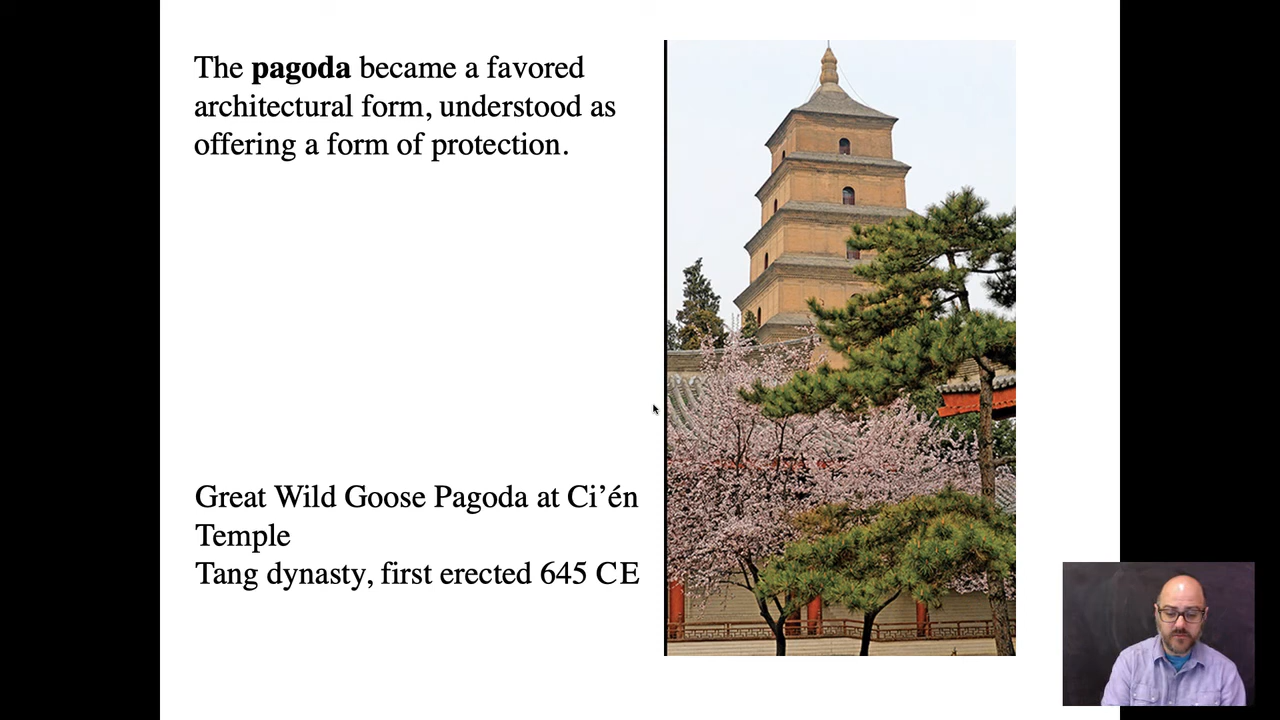 The pagoda became a favored
architectural form, understood as
offering a form of protection.
Great Wild Goose Pagoda at Ci’én
Temple
Tang dynasty, first erected 645 CE